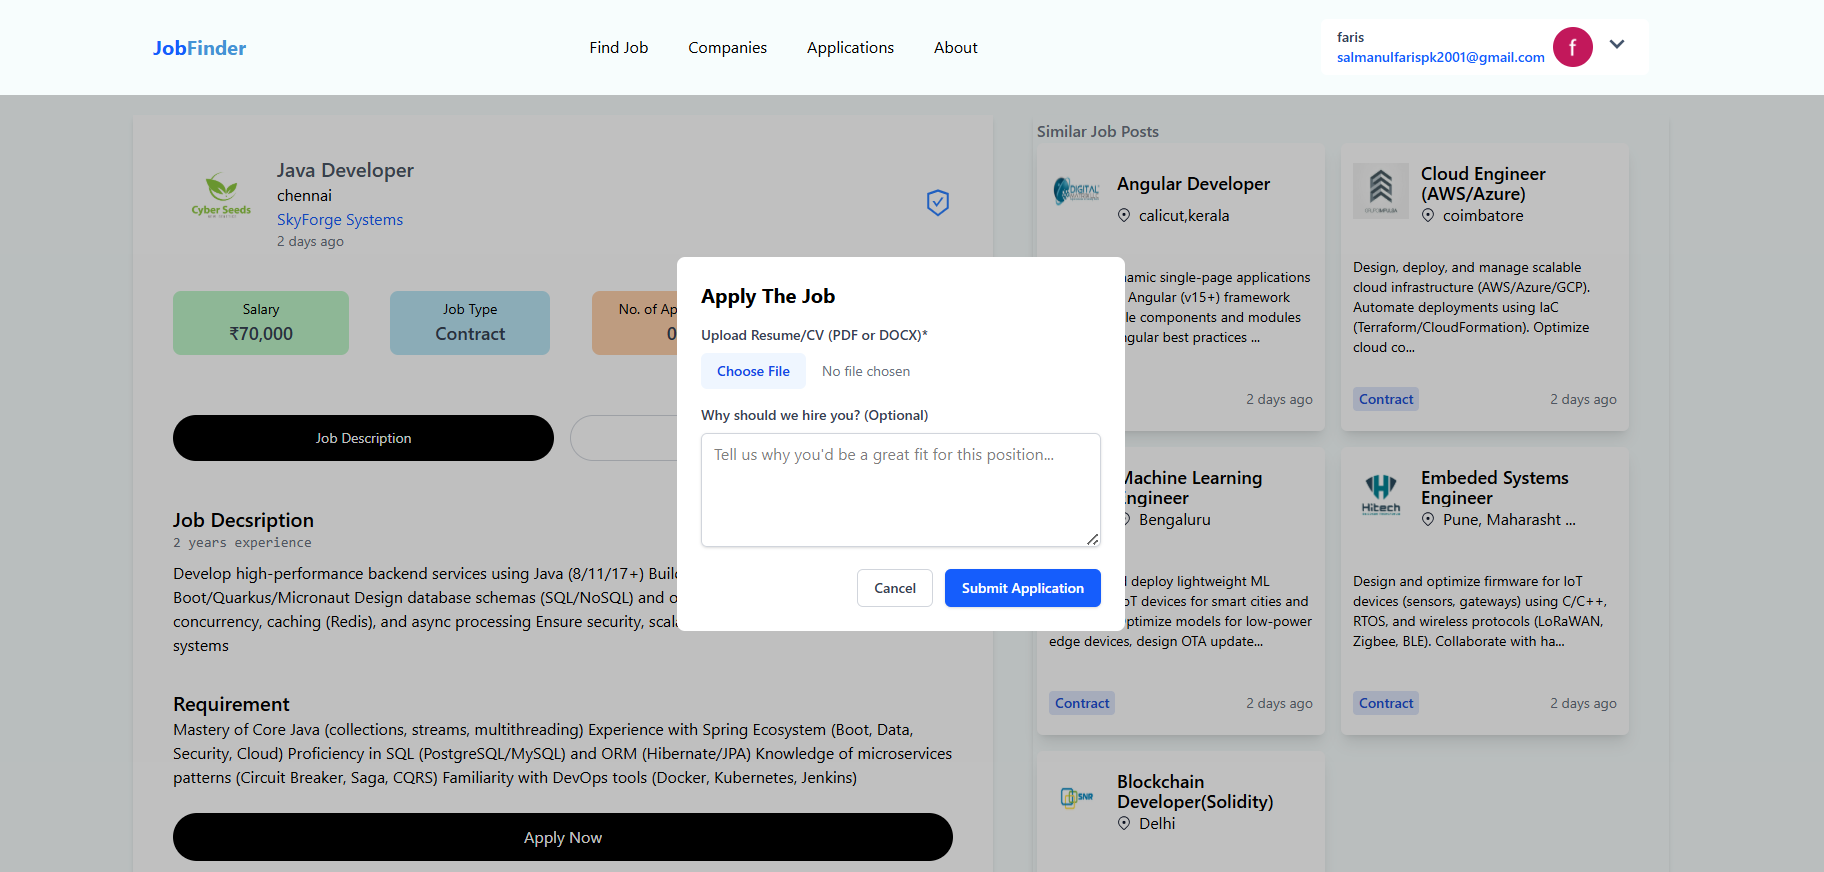 JobFinder
Find Job
Companies
Applications
About
faris
salmanulfarispk2001@gmail.com
f
Cyber Seeds
Java Developer
chennai
SkyForge Systems
2 days ago
Salary
₹70,000
Job Type
Contract
No. of Ap
0
Job Description
Job Decsription
2 years experience
Develop high-performance backend services using Java (8/11/17+) Buil
Boot/Quarkus/Micronaut Design database schemas (SQL/NoSQL) and o
concurrency, caching (Redis), and async processing Ensure security, scala
systems
Requirement
Mastery of Core Java (collections, streams, multithreading) Experience with Spring Ecosystem (Boot, Data,
Security, Cloud) Proficiency in SQL (PostgreSQL/MySQL) and ORM (Hibernate/JPA) Knowledge of microservices
patterns (Circuit Breaker, Saga, CQRS) Familiarity with DevOps tools (Docker, Kubernetes, Jenkins)
Apply Now
Apply The Job
Upload Resume/CV (PDF or DOCX)*
Choose File
No file chosen
Why should we hire you? (Optional)
Tell us why you'd be a great fit for this position...
Cancel
Submit Application
Similar Job Posts
DIGITAL
Angular Developer
calicut,kerala
amic single-page applications
Angular (v15+) framework
le components and modules
gular best practices ...
2 days ago
Cloud Engineer
(AWS/Azure)
coimbatore
Design, deploy, and manage scalable
cloud infrastructure (AWS/Azure/GCP).
Automate deployments using IaC
(Terraform/CloudFormation). Optimize
cloud co...
Contract
2 days ago
Machine Learning
Engineer
Bengaluru
deploy lightweight ML
oT devices for smart cities and
ptimize models for low-power
edge devices, design OTA update...
Contract
2 days ago
Hitech
Embeded Systems
Engineer
Pune, Maharasht ...
Design and optimize firmware for IoT
devices (sensors, gateways) using C/C++,
RTOS, and wireless protocols (LoRaWAN,
Zigbee, BLE). Collaborate with ha...
Contract
2 days ago
SNR
Blockchain
Developer(Solidity)
Delhi